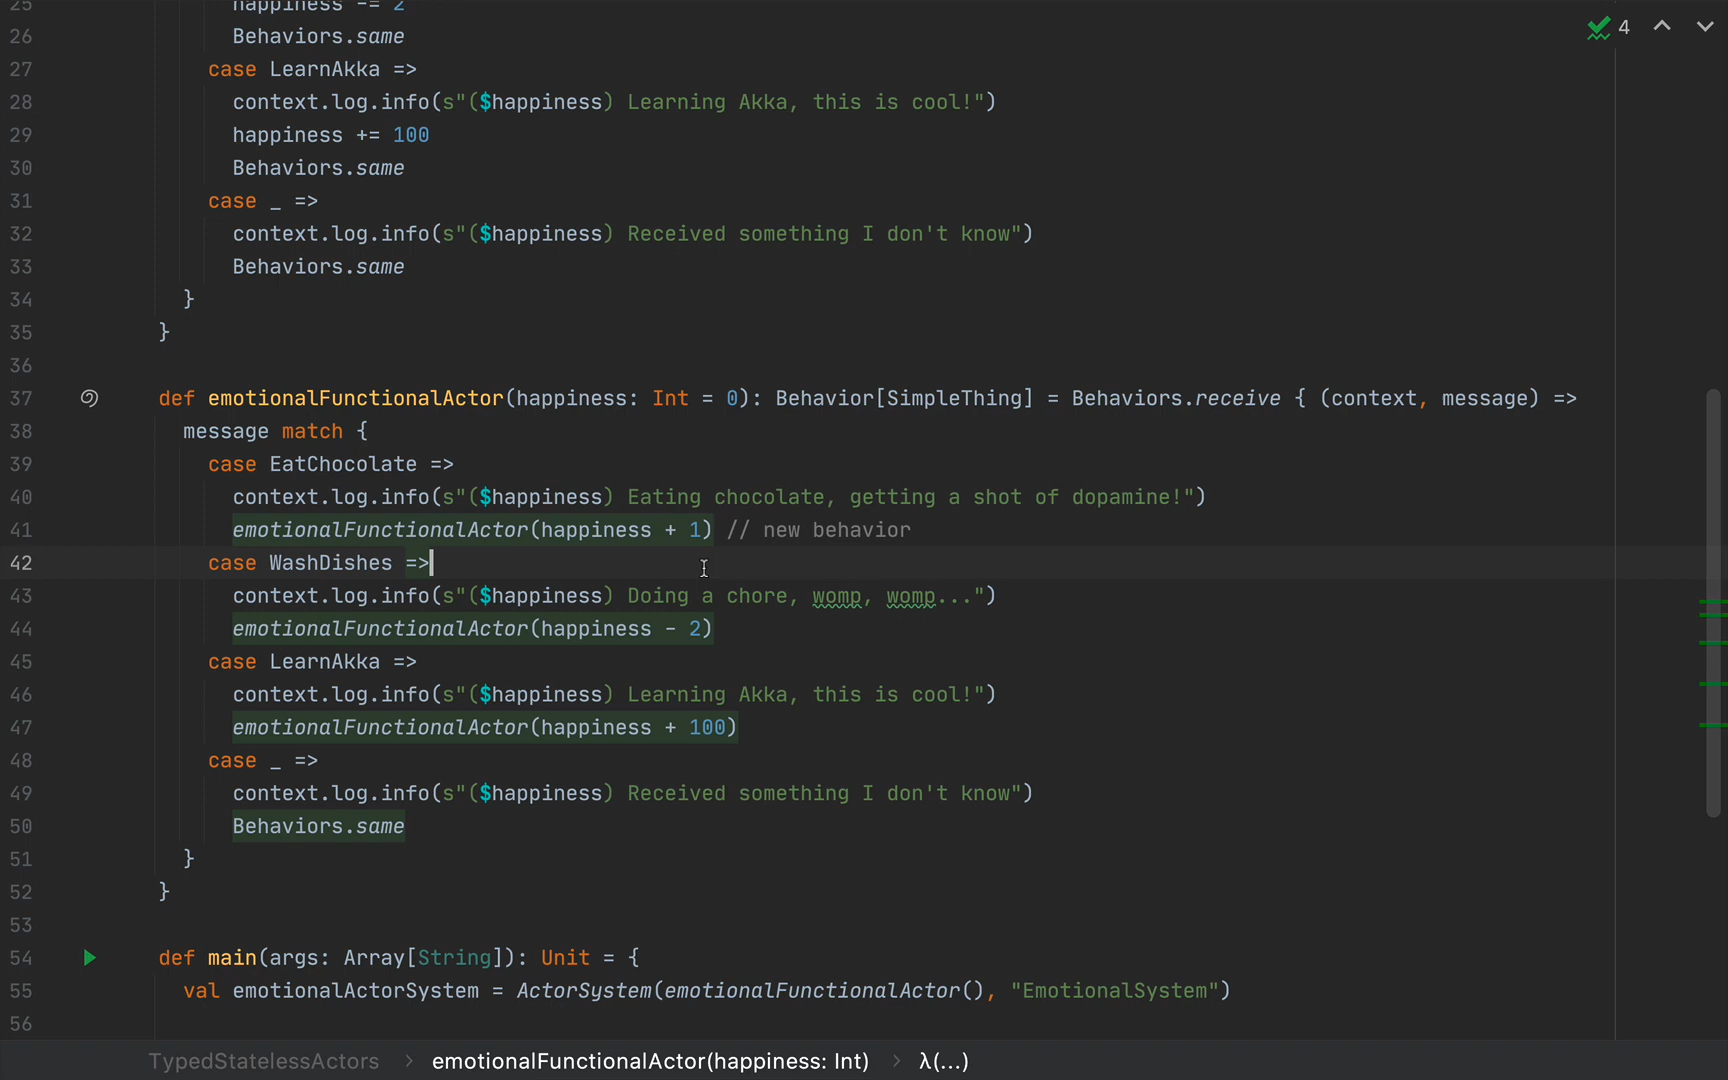 4
25 happiness -= 2
26 Behaviors.same
27 case LearnAkka =>
28 context.log.info(s"($happiness) Learning Akka, this is cool!")
29 happiness += 100
30 Behaviors.same
31 case _ =>
32 context.log.info(s"($happiness) Received something I don't know")
33 Behaviors.same
34 }
35 }
36
37 def emotionalFunctionalActor(happiness: Int = 0): Behavior[SimpleThing] = Behaviors.receive { (context, message) =>
38 message match {
39 case EatChocolate =>
40 context.log.info(s"($happiness) Eating chocolate, getting a shot of dopamine!")
41 emotionalFunctionalActor(happiness + 1) // new behavior
42 case WashDishes =>
43 context.log.info(s"($happiness) Doing a chore, womp, womp...")
44 emotionalFunctionalActor(happiness - 2)
45 case LearnAkka =>
46 context.log.info(s"($happiness) Learning Akka, this is cool!")
47 emotionalFunctionalActor(happiness + 100)
48 case _ =>
49 context.log.info(s"($happiness) Received something I don't know")
50 Behaviors.same
51 }
52 }
53
54 def main(args: Array[String]): Unit = {
55 val emotionalActorSystem = ActorSystem(emotionalFunctionalActor(), "EmotionalSystem")
56
TypedStatelessActors > emotionalFunctionalActor(happiness: Int) > λ(...)